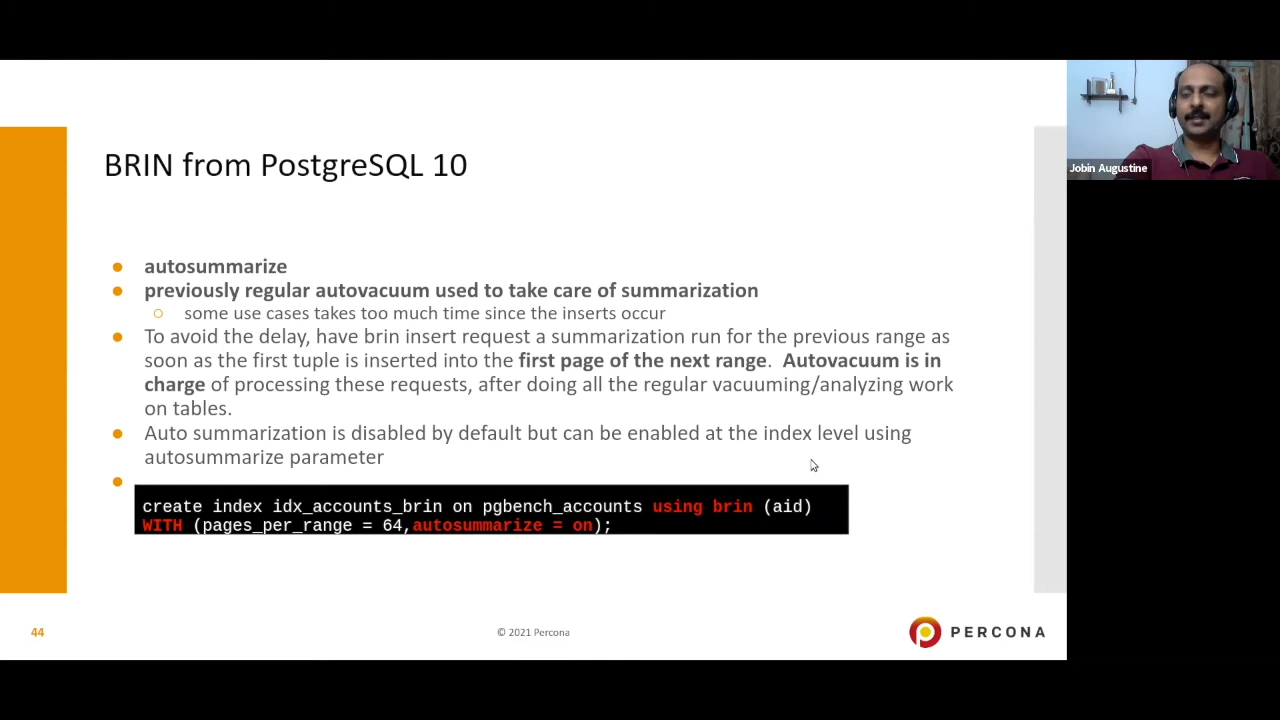 BRIN from PostgreSQL 10
● autosummarize
● previously regular autovacuum used to take care of summarization
○ some use cases takes too much time since the inserts occur
● To avoid the delay, have brin insert request a summarization run for the previous range as
soon as the first tuple is inserted into the first page of the next range. Autovacuum is in
charge of processing these requests, after doing all the regular vacuuming/analyzing work
on tables.
● Auto summarization is disabled by default but can be enabled at the index level using
autosummarize parameter
●
create index idx_accounts_brin on pgbench_accounts using brin (aid)
WITH (pages_per_range = 64,autosummarize = on);
44
© 2021 Percona
PERCONA
Jobin Augustine